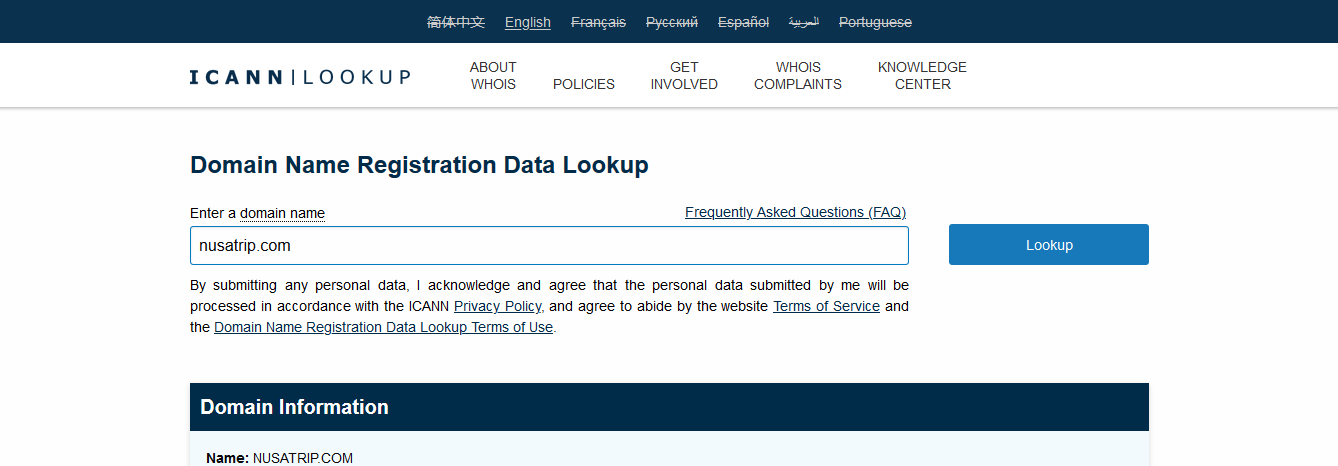 简体中文 English Français Русский Español العربية Portuguese
ICANN|LOOKUP
ABOUT
WHOIS
POLICIES
GET
INVOLVED
WHOIS
COMPLAINTS
KNOWLEDGE
CENTER
Domain Name Registration Data Lookup
Enter a domain name
Frequently Asked Questions (FAQ)
nusatrip.com
Lookup
By submitting any personal data, I acknowledge and agree that the personal data submitted by me will be
processed in accordance with the ICANN Privacy Policy, and agree to abide by the website Terms of Service and
the Domain Name Registration Data Lookup Terms of Use.
Domain Information
Name: NUSATRIP.COM